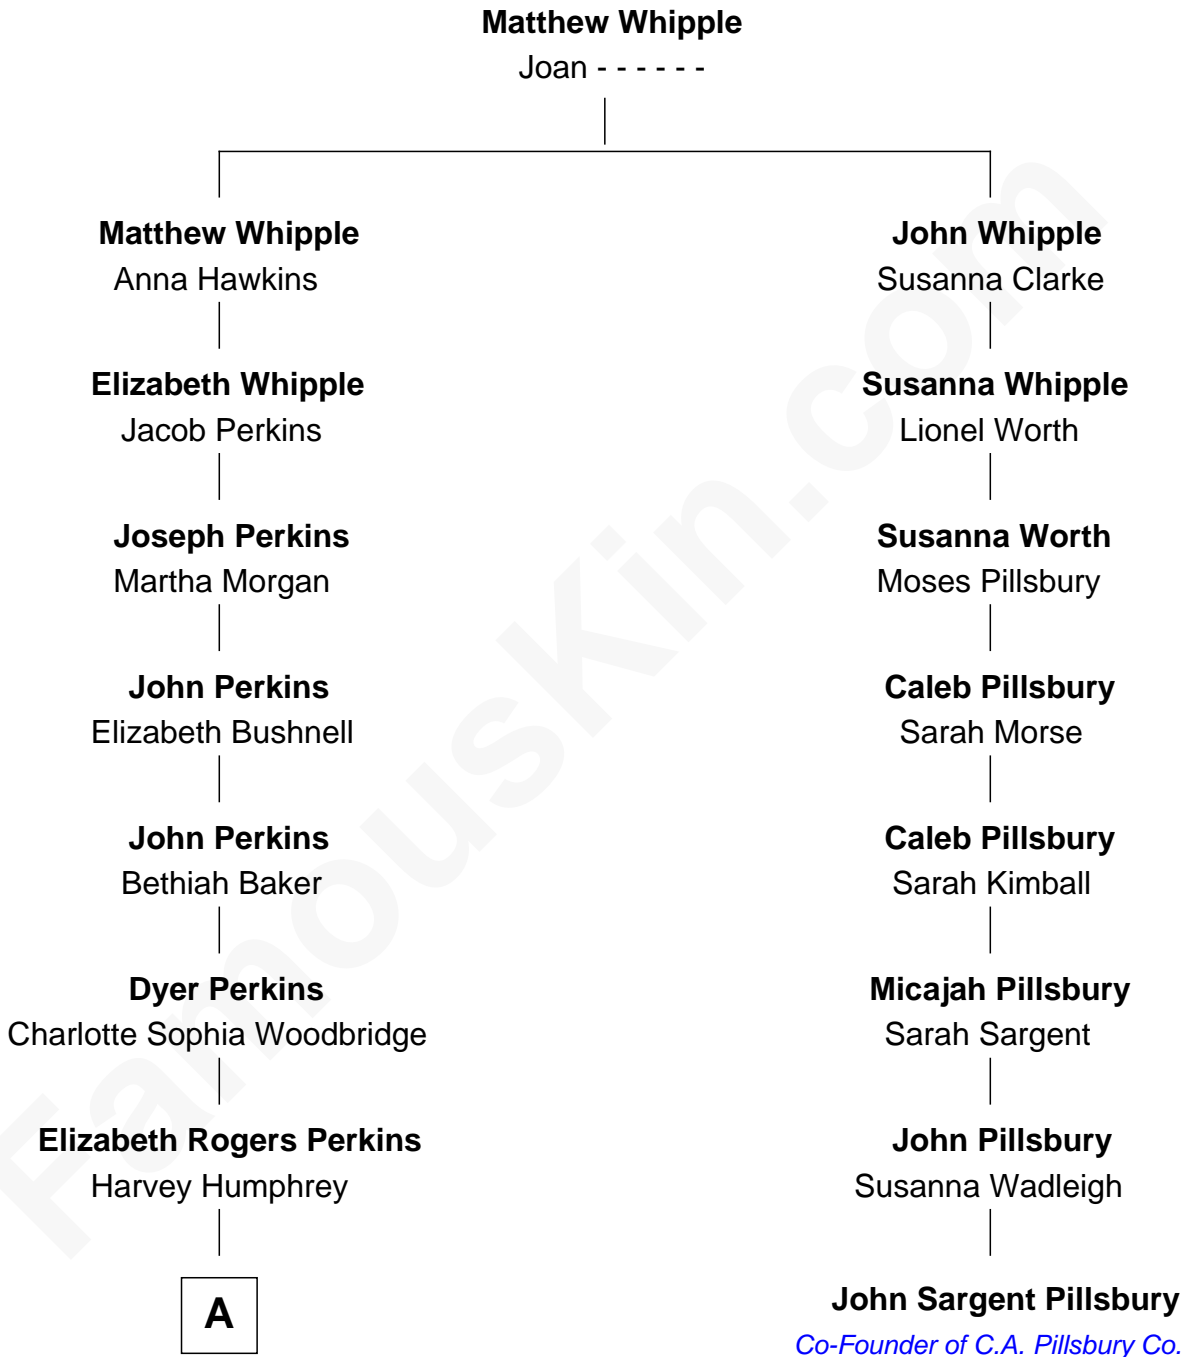 Matthew Whipple
Joan - - - - - -
Matthew Whipple
Anna Hawkins
John Whipple
Susanna Clarke
Elizabeth Whipple
Jacob Perkins
Susanna Whipple
Lionel Worth
Joseph Perkins
Martha Morgan
Susanna Worth
Moses Pillsbury
John Perkins
Elizabeth Bushnell
Caleb Pillsbury
Sarah Morse
John Perkins
Bethiah Baker
Caleb Pillsbury
Sarah Kimball
Dyer Perkins
Charlotte Sophia Woodbridge
Micajah Pillsbury
Sarah Sargent
Elizabeth Rogers Perkins
Harvey Humphrey
John Pillsbury
Susanna Wadleigh
A
John Sargent Pillsbury
Co-Founder of C.A. Pillsbury Co.
FamousKin.com